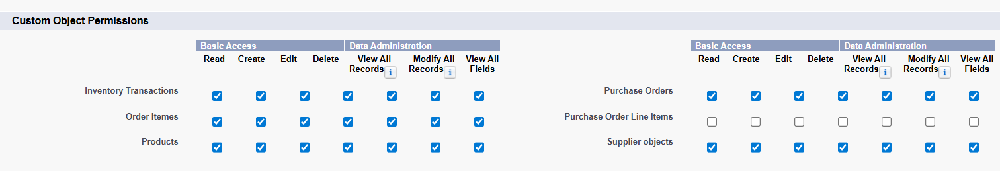 Custom Object Permissions
Basic Access Data Administration
Read Create Edit Delete View All Records i Modify All Records i View All Fields
Inventory Transactions
Order Itemes
Products
Basic Access Data Administration
Read Create Edit Delete View All Records i Modify All Records i View All Fields
Purchase Orders
Purchase Order Line Items
Supplier objects